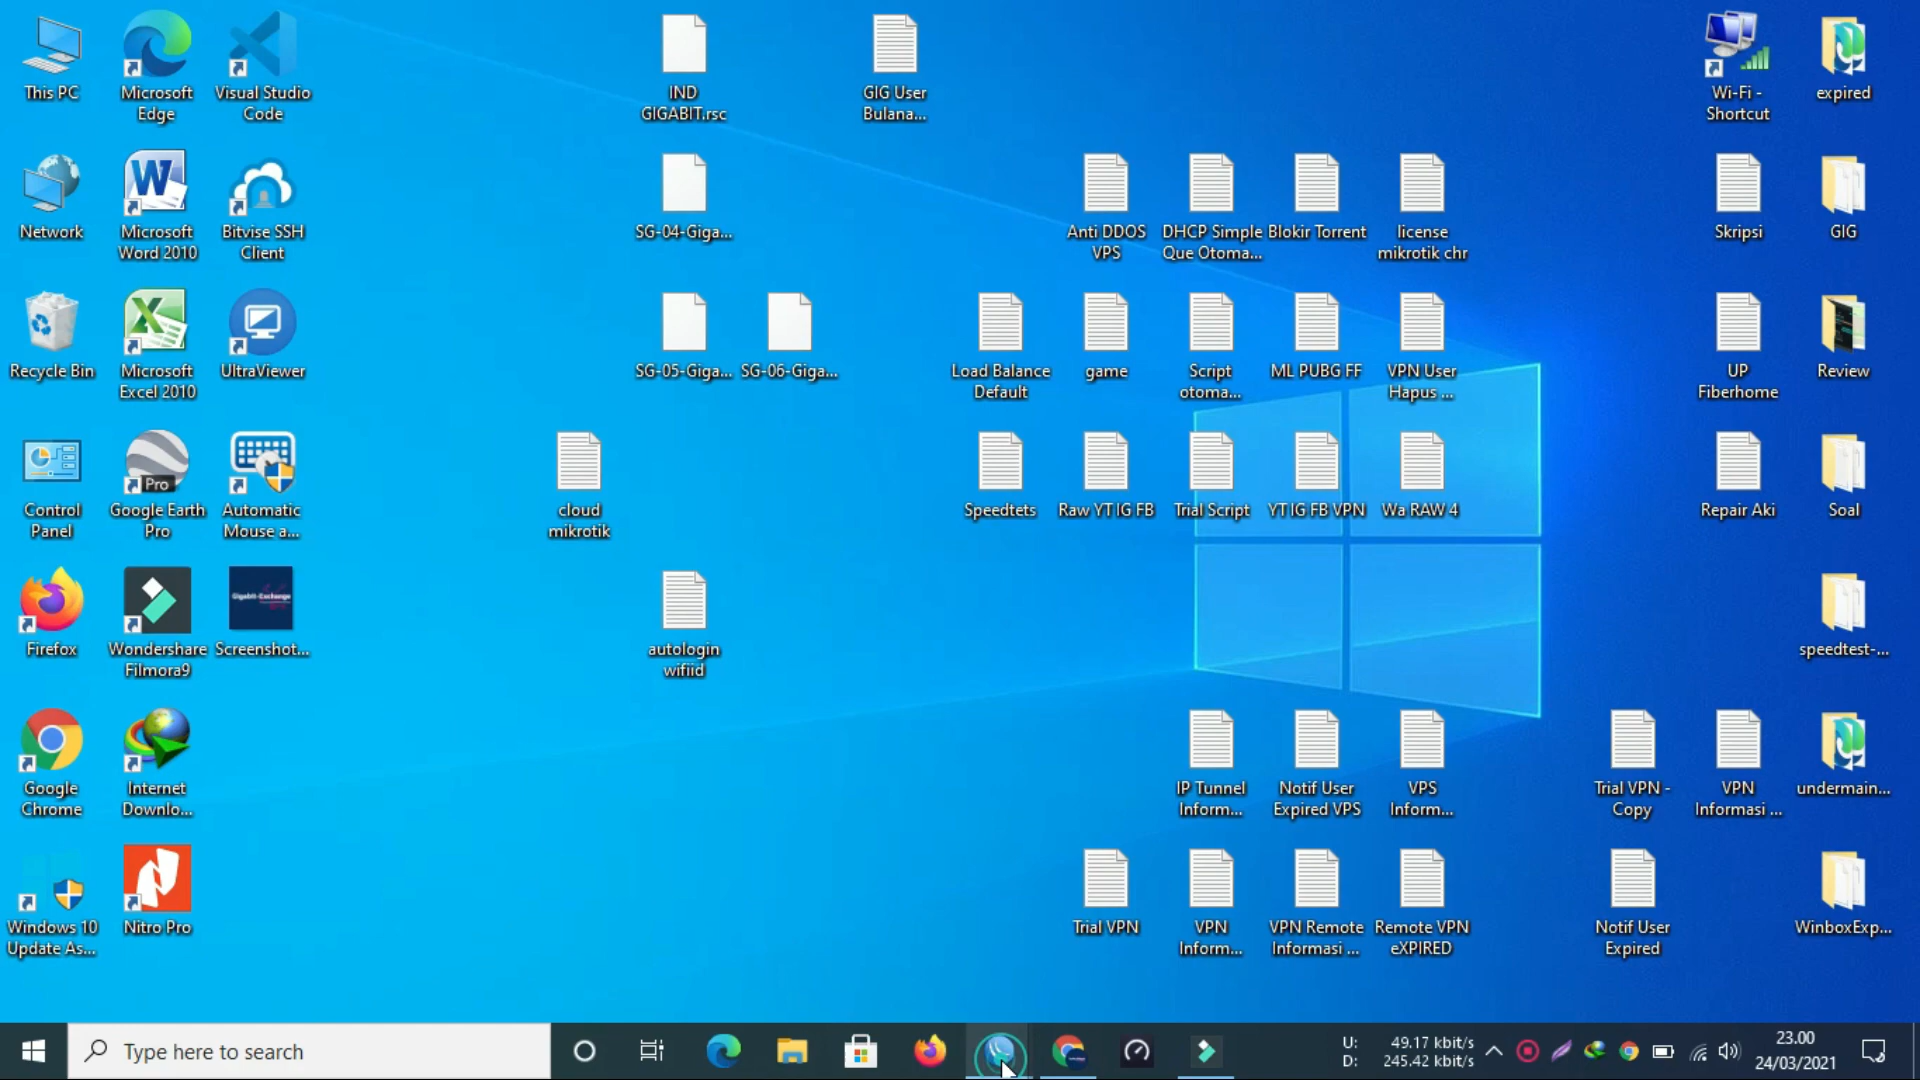 This PC
Microsoft
Edge
Visual Studio
Code
IND
GIGABIT.rsc
GIG User
Bulana...
Wi-Fi -
Shortcut
expired
Network
Microsoft
Word 2010
Bitvise SSH
Client
SG-04-Giga...
Anti DDOS
VPS
DHCP Simple
Que Otoma...
Blokir Torrent
license
mikrotik chr
Skripsi
GIG
Recycle Bin
Microsoft
Excel 2010
UltraViewer
SG-05-Giga...
SG-06-Giga...
Load Balance
Default
game
Script
otoma...
ML PUBG FF
VPN User
Hapus ...
UP
Fiberhome
Review
Control
Panel
Pro
Google Earth
Pro
Automatic
Mouse a...
cloud
mikrotik
Speedtets
Raw YT IG FB
Trial Script
YT IG FB VPN
Wa RAW 4
Repair Aki
Soal
Firefox
Wondershare
Filmora9
Gigabit-Exchange
Screenshot...
autologin
wifiid
speedtest-...
Google
Chrome
Internet
Downlo...
IP Tunnel
Inform...
Notif User
Expired VPS
VPS
Inform...
Trial VPN -
Copy
VPN
Informasi ...
undermain...
Windows 10
Update As...
Nitro Pro
Trial VPN
VPN
Inform...
VPN Remote
Informasi ...
Remote VPN
eXPIRED
Notif User
Expired
WinboxExp...
Type here to search
U: 49.17 kbit/s
D: 245.42 kbit/s
23.00
24/03/2021